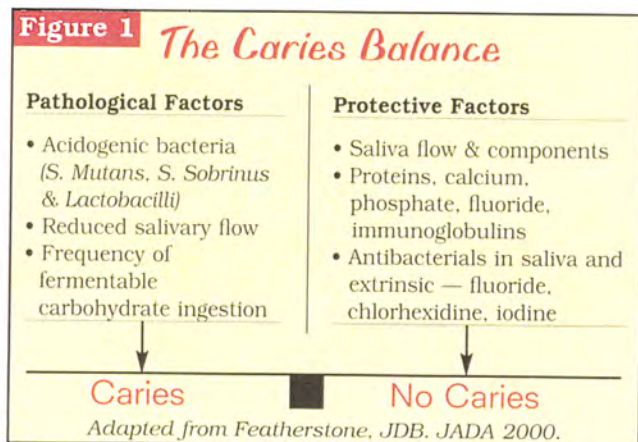 Figure 1
The Caries Balance
Pathological Factors
• Acidogenic bacteria
(S. Mutans, S. Sobrinus
& Lactobacilli)
• Reduced salivary flow
• Frequency of
fermentable
carbohydrate ingestion
Protective Factors
• Saliva flow & components
• Proteins, calcium,
phosphate, fluoride,
immunoglobulins
• Antibacterials in saliva and
extrinsic — fluoride,
chlorhexidine, iodine
Caries
No Caries
Adapted from Featherstone, JDB. JADA 2000.